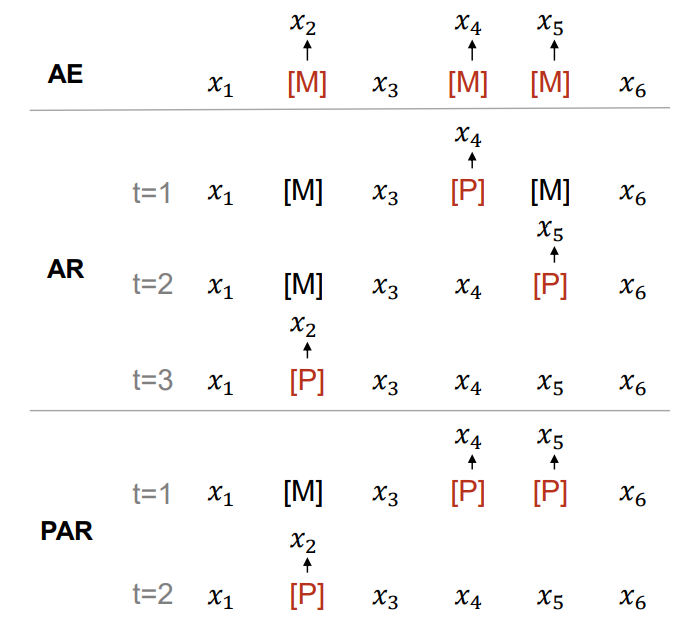 x₂ x₄ x₅
AE x₁ [M] x₃ [M] [M] x₆
x₄
t=1 x₁ [M] x₃ [P] [M] x₆
x₅
AR
t=2 x₁ [M] x₃ x₄ [P] x₆
x₂
t=3 x₁ [P] x₃ x₄ x₅ x₆
x₄ x₅
t=1 x₁ [M] x₃ [P] [P] x₆
PAR
x₂
t=2 x₁ [P] x₃ x₄ x₅ x₆